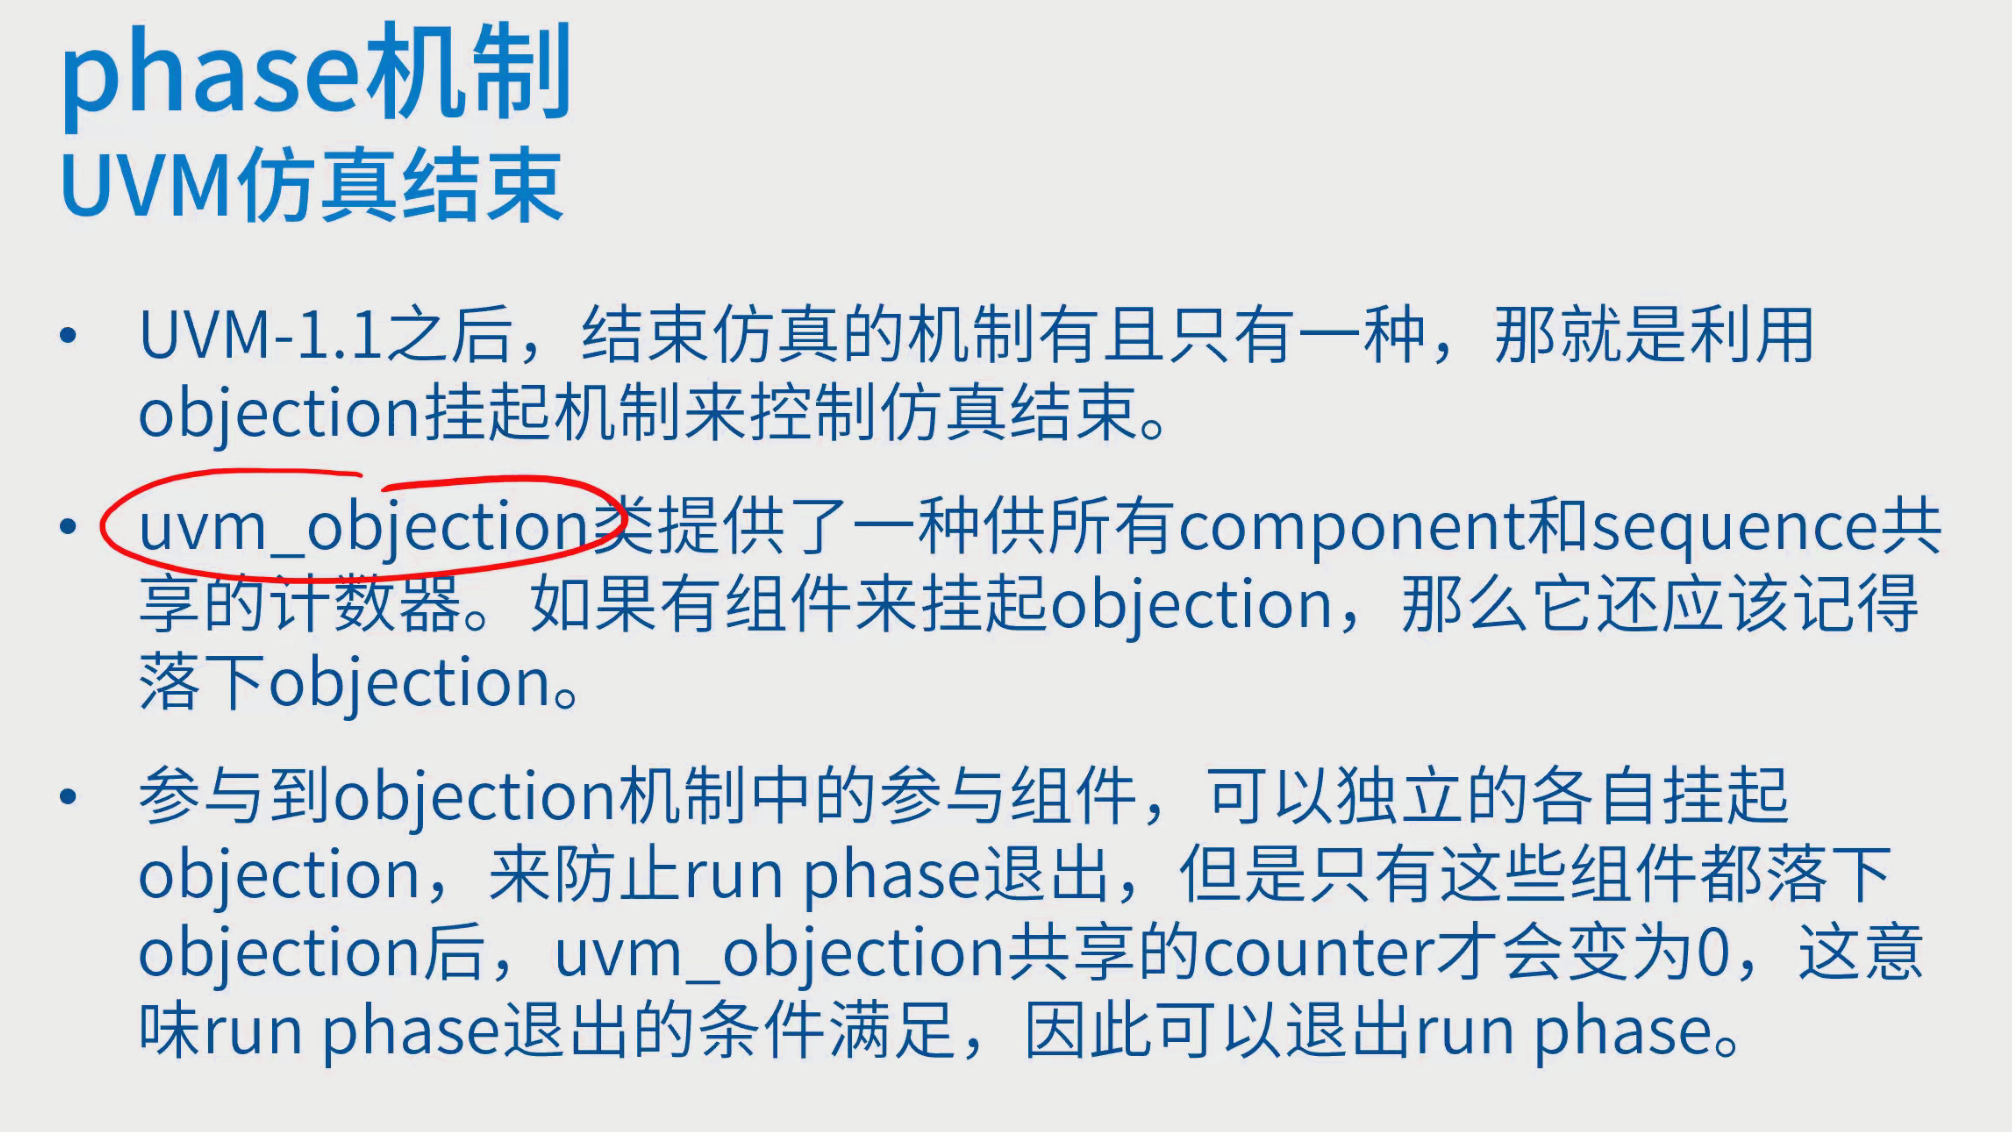 phase机制
UVM仿真结束
• UVM-1.1之后，结束仿真的机制有且只有一种，那就是利用
objection挂起机制来控制仿真结束。
• uvm_objection类提供了一种供所有component和sequence共
享的计数器。如果有组件来挂起objection，那么它还应该记得
落下objection。
• 参与到objection机制中的参与组件，可以独立的各自挂起
objection，来防止run phase退出，但是只有这些组件都落下
objection后，uvm_objection共享的counter才会变为0，这意
味run phase退出的条件满足，因此可以退出run phase。